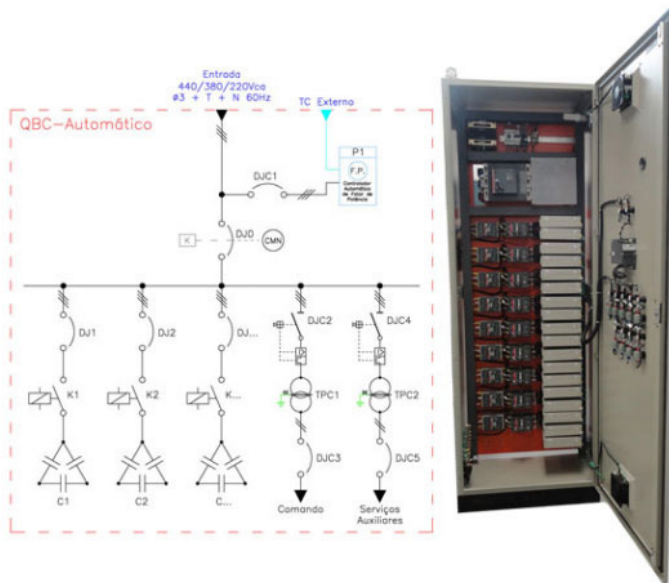 Entrada
440/380/220Vca
ø3 + T + N 60Hz
TC Externo
QBC-Automático
P1
F.P.
Controlador
Automático
de Fator de
Potência
DJC1
DJ0
K
CMN
DJ1
DJ2
DJ...
DJC2
DJC4
K1
K2
K...
TPC1
TPC2
DJC3
DJC5
C1
C2
C...
Comando
Serviços
Auxiliares